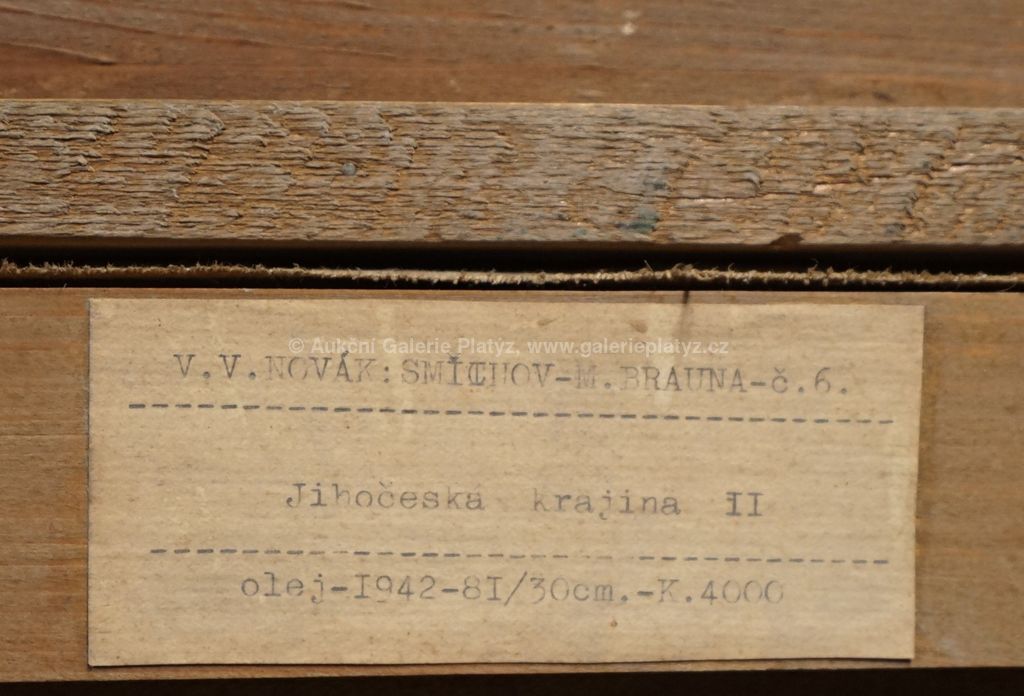 © Aukční Galerie Platýz, www.galerieplatyz.cz
V.V.NOVÁK:SMÍCHOV-M.BRAUNA-č.6.
Jihočeská krajina II
olej-I942-8I/30cm.-K.4000